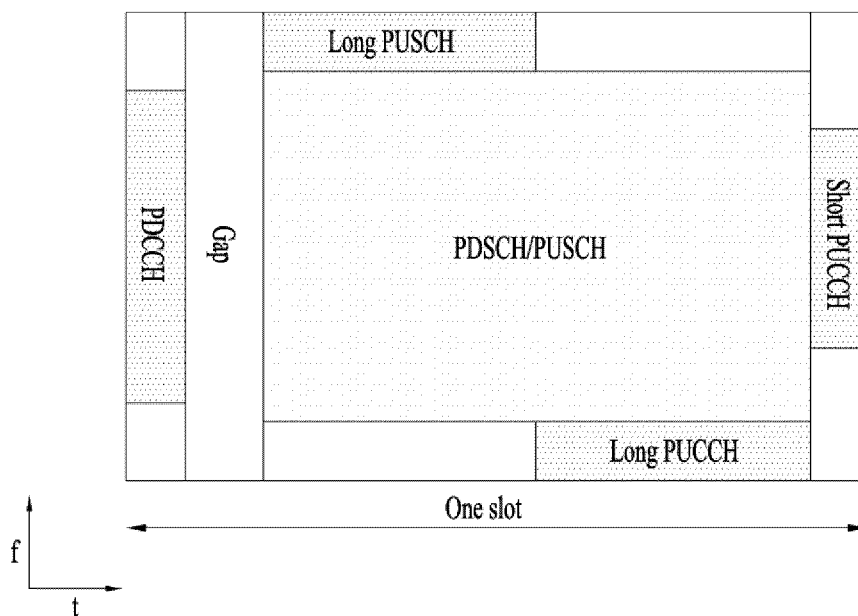 Long PUSCH
PDCCH
Gap
PDSCH/PUSCH
Short PUCCH
Long PUCCH
One slot
f
t